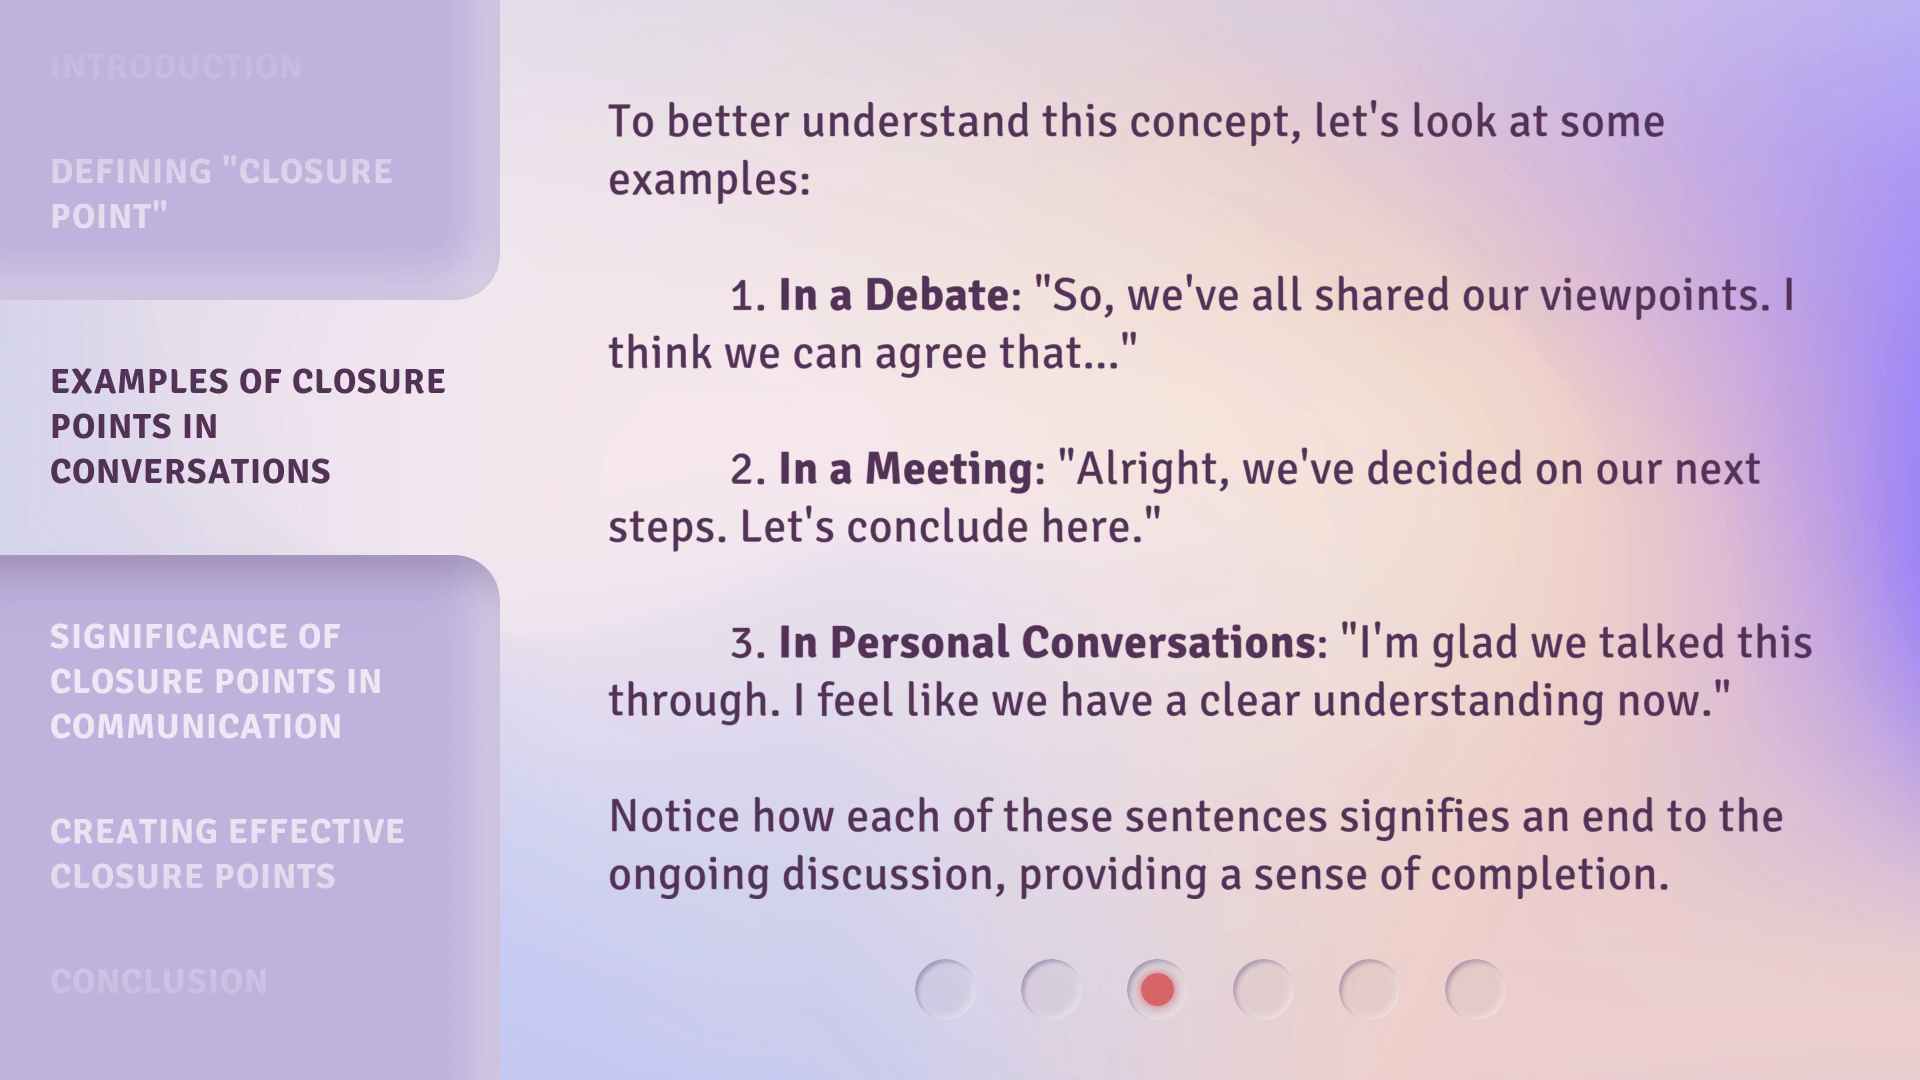 INTRODUCTION
DEFINING "CLOSURE
POINT"
EXAMPLES OF CLOSURE
POINTS IN
CONVERSATIONS
SIGNIFICANCE OF
CLOSURE POINTS IN
COMMUNICATION
CREATING EFFECTIVE
CLOSURE POINTS
CONCLUSION
To better understand this concept, let's look at some
examples:
1. In a Debate: "So, we've all shared our viewpoints. I
think we can agree that..."
2. In a Meeting: "Alright, we've decided on our next
steps. Let's conclude here."
3. In Personal Conversations: "I'm glad we talked this
through. I feel like we have a clear understanding now."
Notice how each of these sentences signifies an end to the
ongoing discussion, providing a sense of completion.